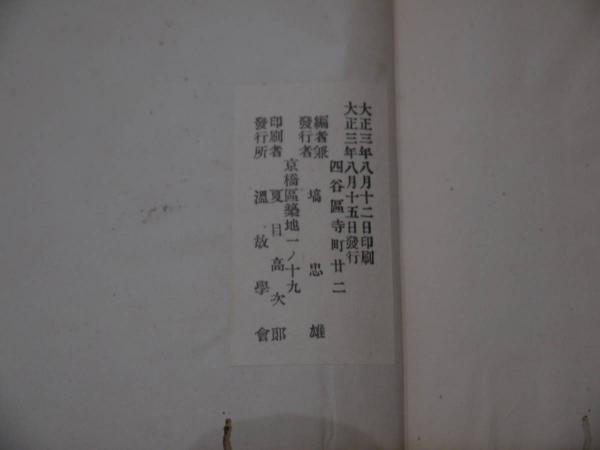 大正三年八月十二日印刷
大正三年八月十五日發行
四谷區寺町廿二
編者兼發行者 塙忠雄
京橋區築地一ノ十九
印刷者 夏目高次郎
發行所 溫故學會